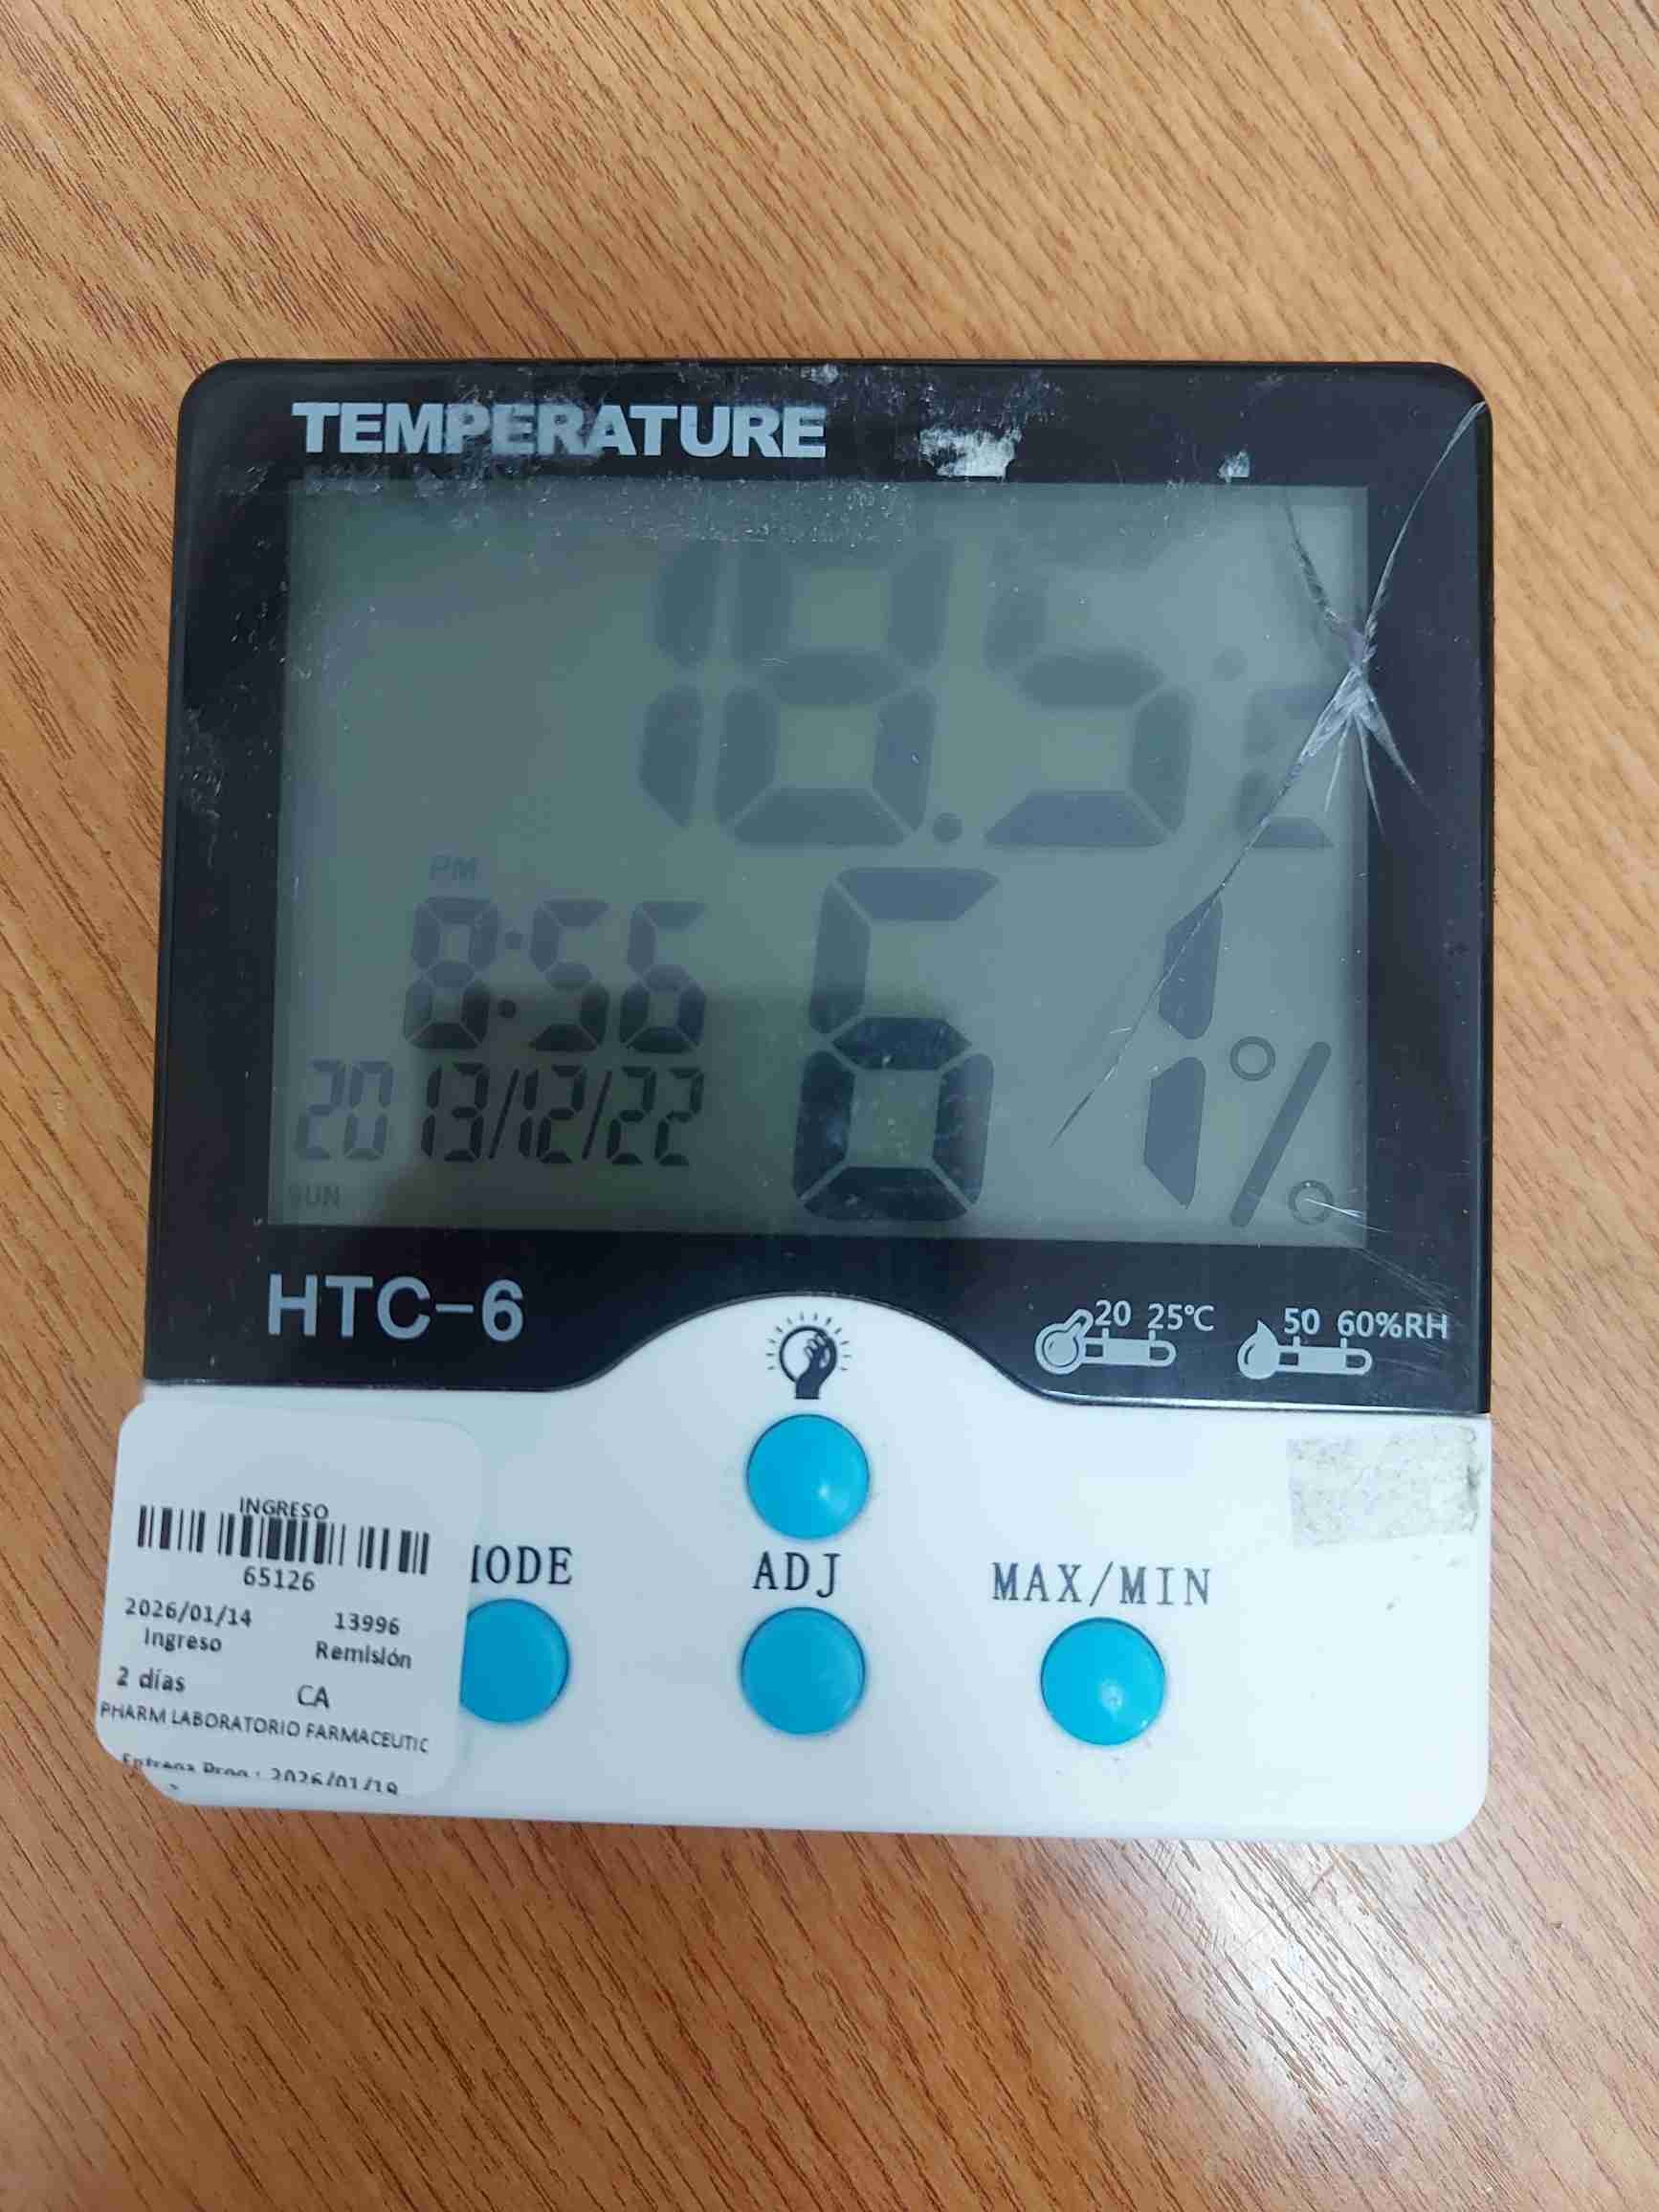 TEMPERATURE
18.5°
PM
8:56
61%
2013/12/22
SUN
HTC-6
20 25℃
50 60%RH
INGRESO
65126
2026/01/14 13996
Ingreso Remisión
2 días CA
PHARM LABORATORIO FARMACEUTIC
ADJ
MAX/MIN